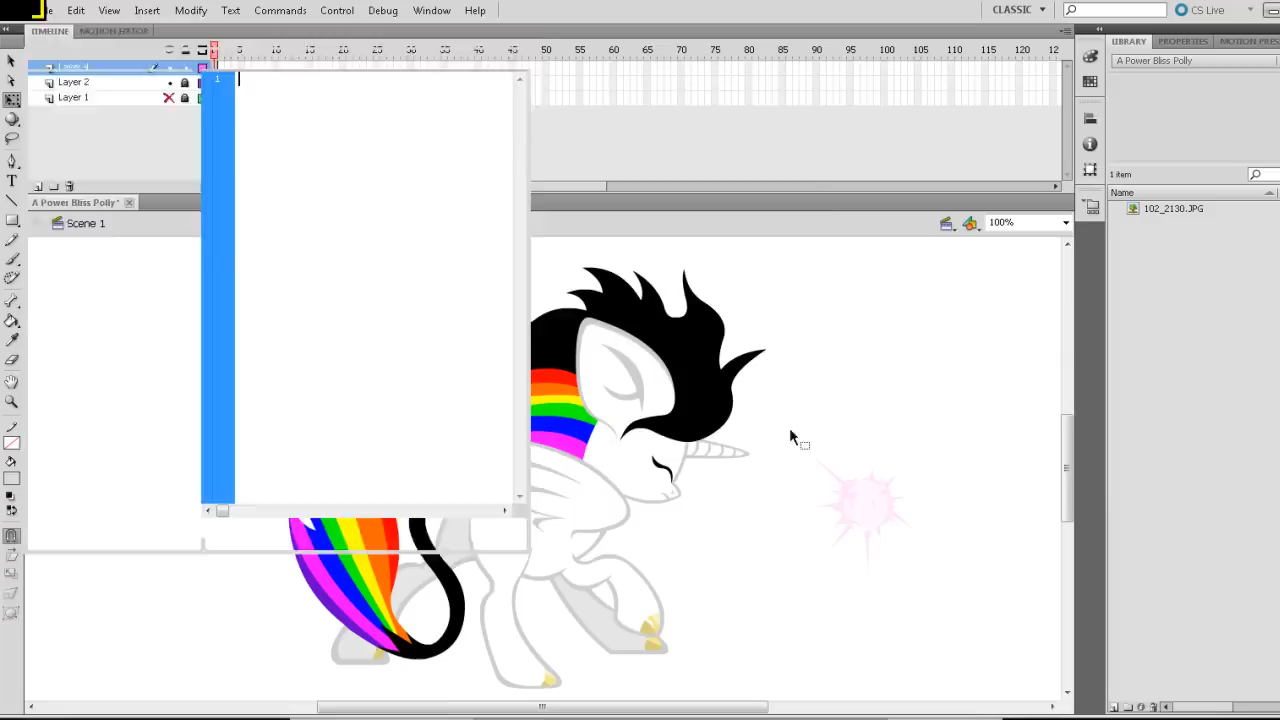 Edit View Insert Modify Text Commands Control Debug Window Help CLASSIC CS Live
TIMELINE MOTION EDITOR
5 10 15 20 25 30 35 40 45 50 55 60 65 70 75 80 85 90 95 100 105 110 115 120 12
Layer 2
Layer 1
1
A Power Bliss Polly*
Scene 1
100%
LIBRARY PROPERTIES MOTION PRES
A Power Bliss Polly
1 item
Name
102_2130.JPG